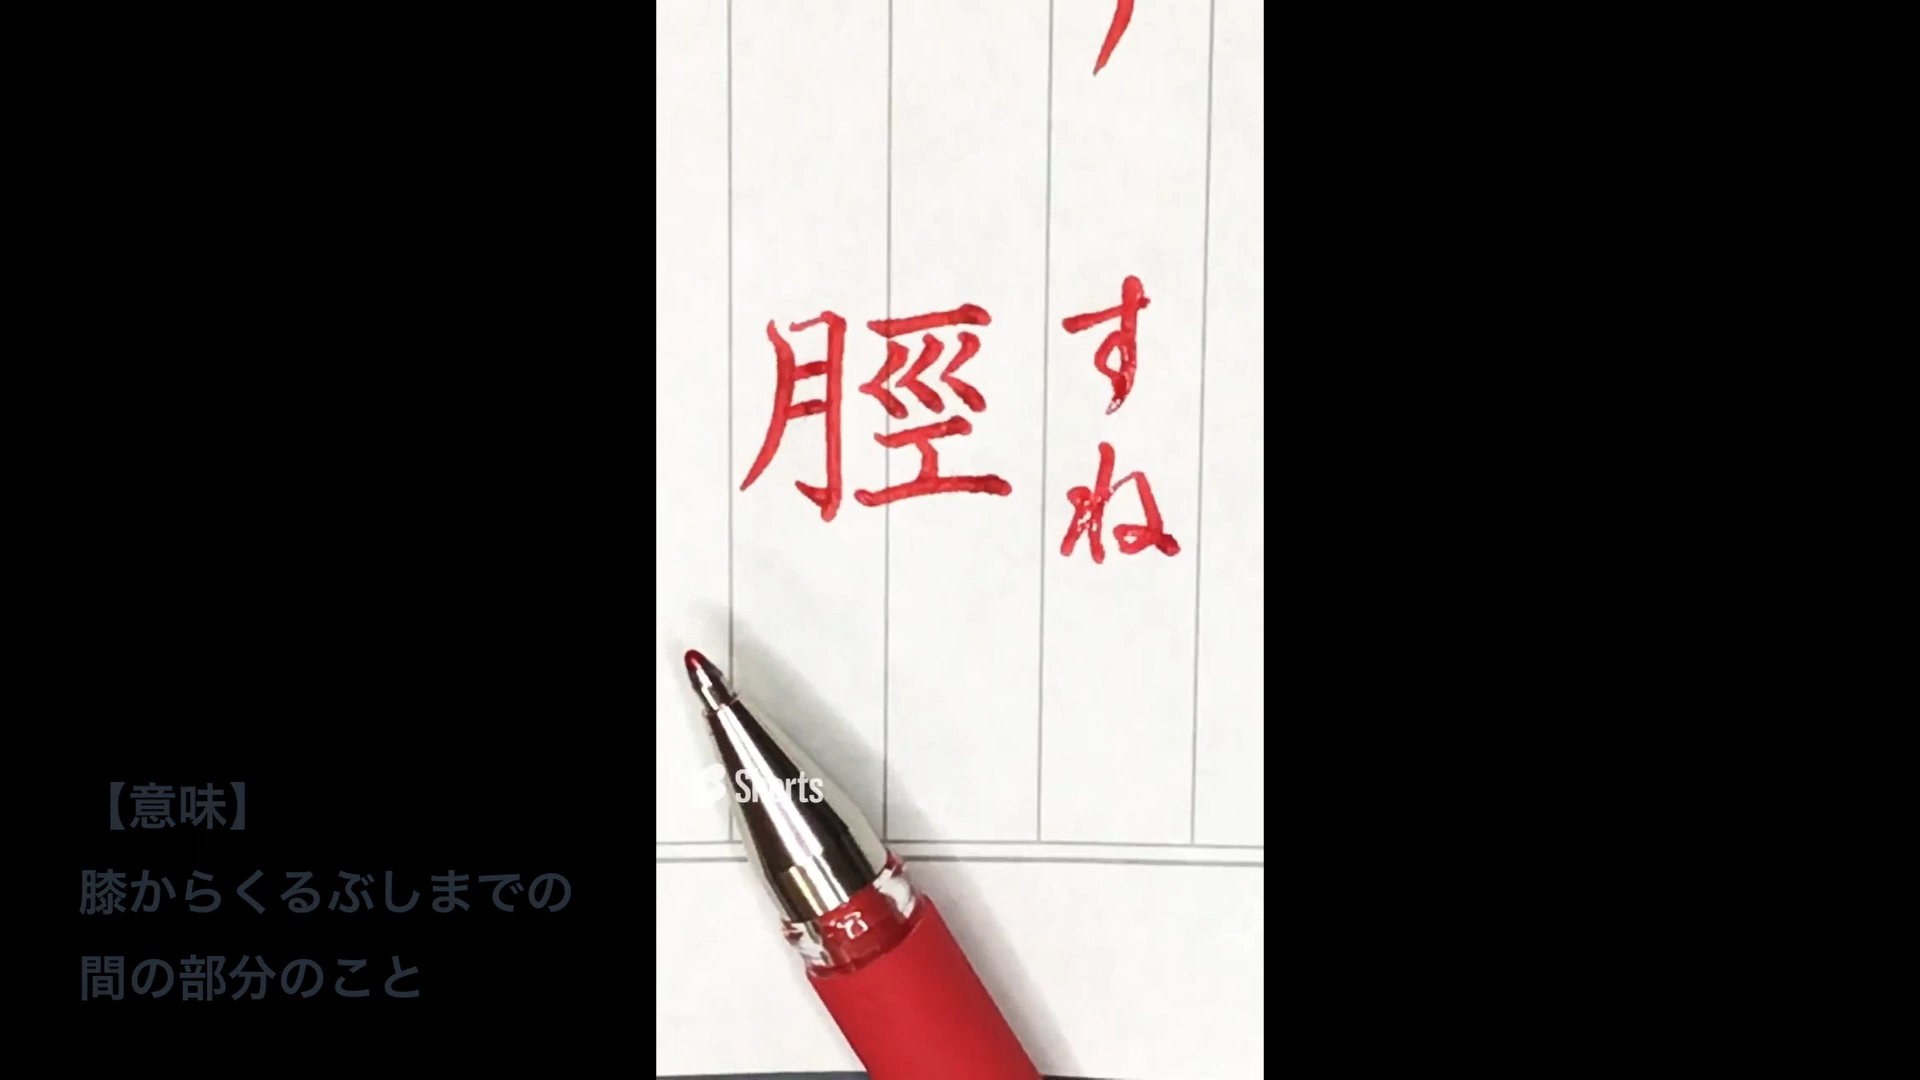 すね
脛
Shorts
【意味】
膝からくるぶしまでの
間の部分のこと